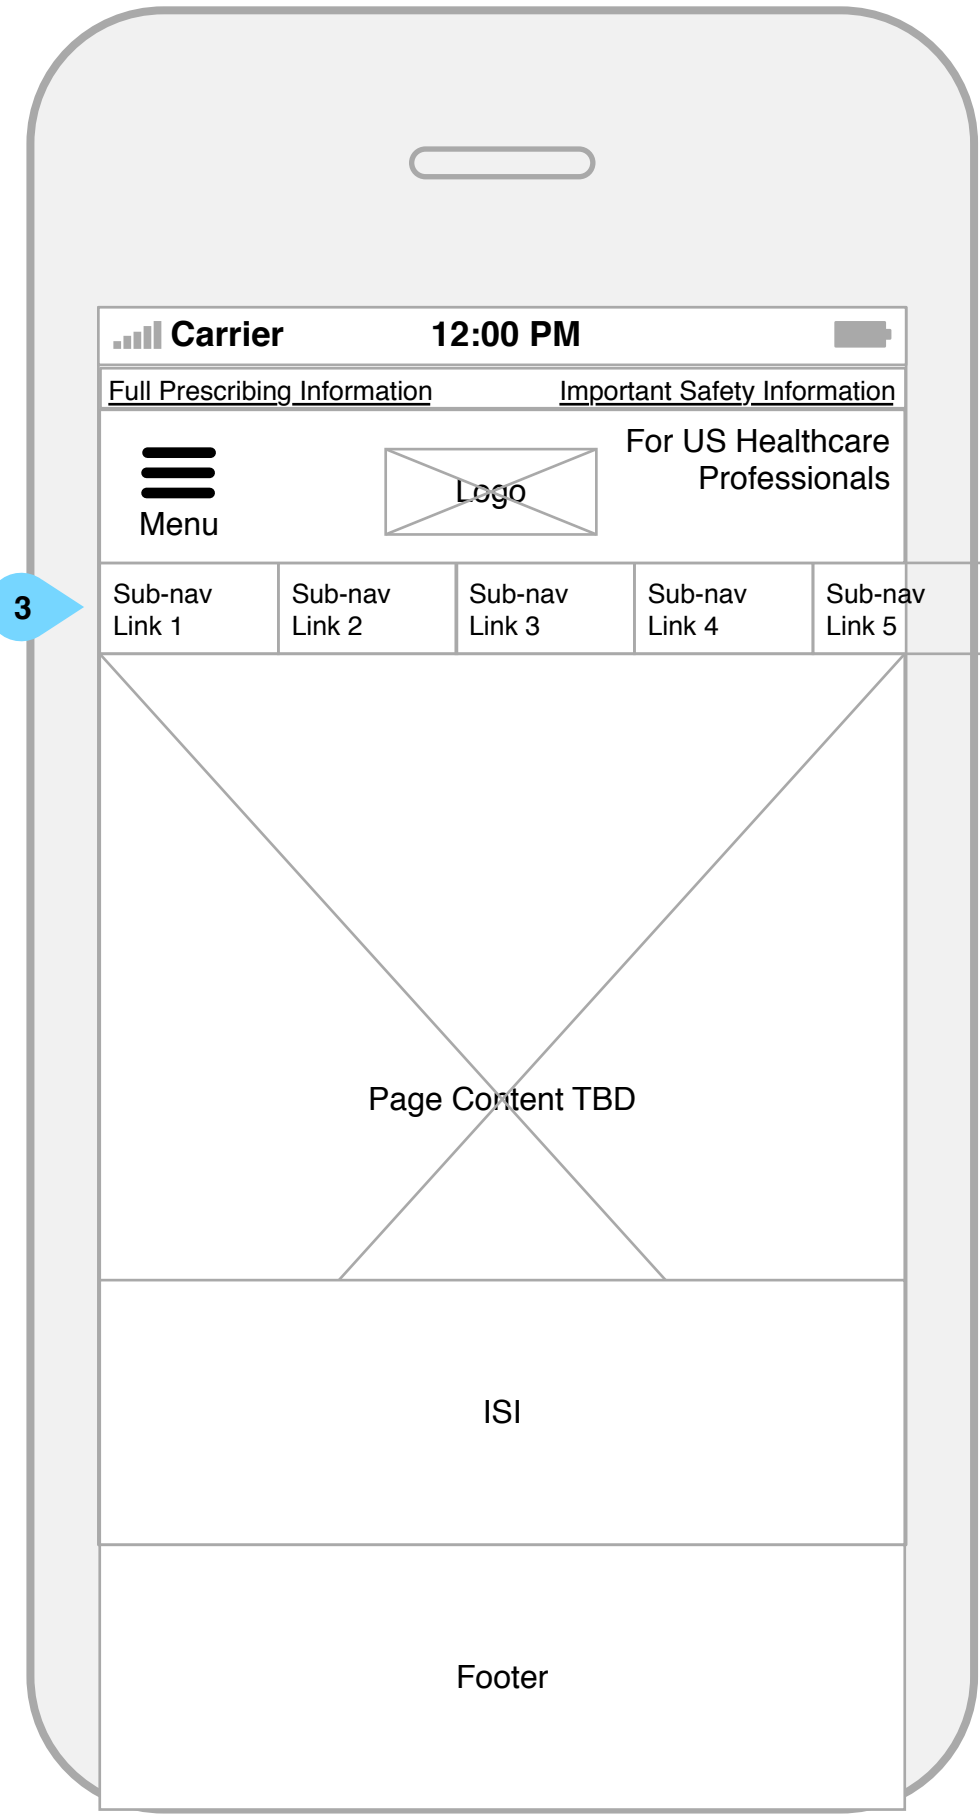 Carrier 12:00 PM
Full Prescribing Information Important Safety Information
For US Healthcare
Professionals
Logo
Menu
3
Sub-nav
Link 1
Sub-nav
Link 2
Sub-nav
Link 3
Sub-nav
Link 4
Sub-nav
Link 5
Page Content TBD
ISI
Footer